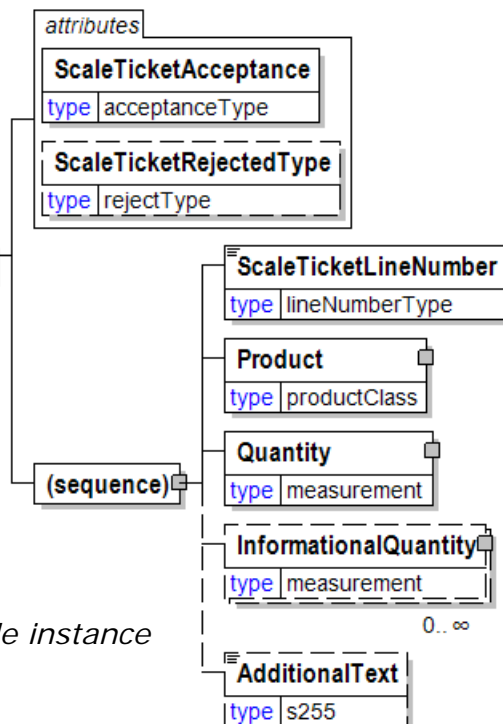 attributes
ScaleTicketAcceptance
type acceptanceType
ScaleTicketRejectedType
type rejectType
ScaleTicketLineNumber
type lineNumberType
Product
type productClass
Quantity
type measurement
(sequence)
InformationalQuantity
type measurement
0..∞
instance
AdditionalText
type s255